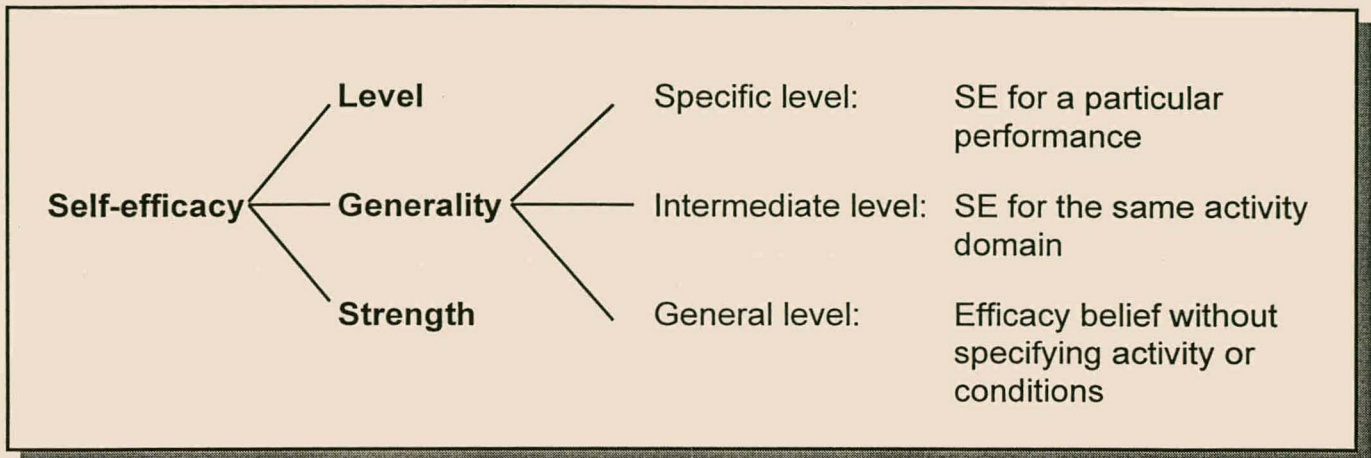 Level
Self-efficacy
Generality
Strength
Specific level:
SE for a particular
performance
Intermediate level:
SE for the same activity
domain
General level:
Efficacy belief without
specifying activity or
conditions